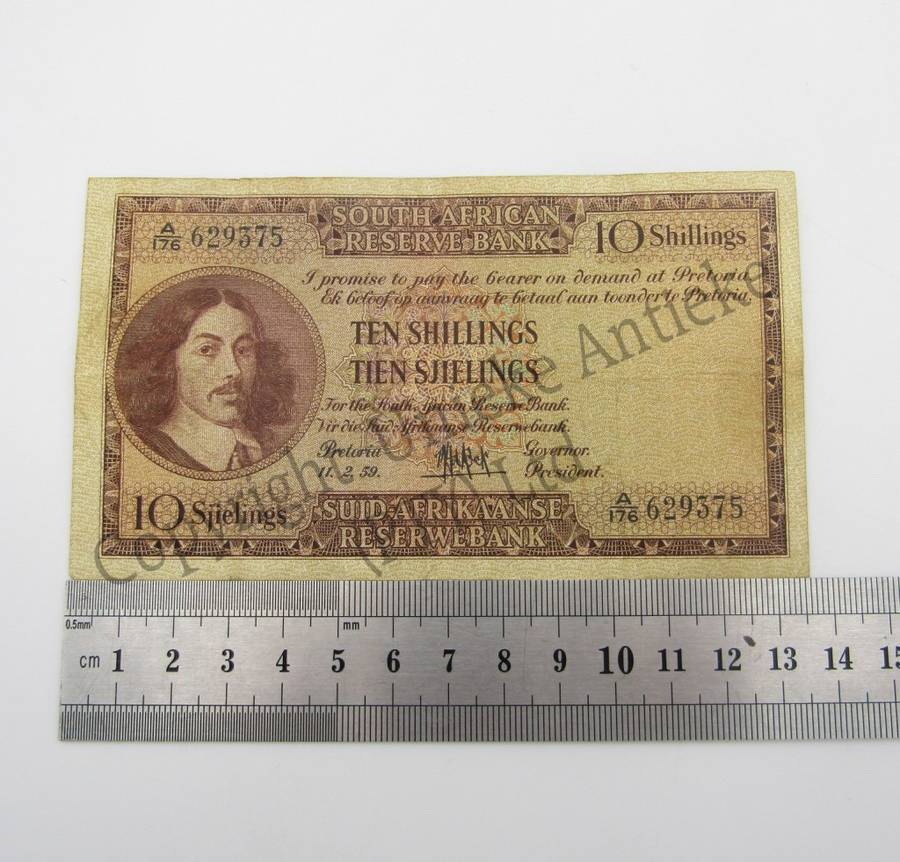 SOUTH AFRICAN
RESERVE BANK
A/176 629375
10 Shillings
I promise to pay the bearer on demand at Pretoria.
Ek beloof op aanvraag te betaal aan toonder te Pretoria.
TEN SHILLINGS
TIEN SJIELINGS
For the South African Reserve Bank.
Vir die Suid-Afrikaanse Reserwebank.
Pretoria
Governor.
11. 2. 59.
President.
10 Sjielings
SUID-AFRIKAANSE
RESERWEBANK
A/176 629375
Copyright Unieke Antieke
0.5mm
mm
cm 1 2 3 4 5 6 7 8 9 10 11 12 13 14 15